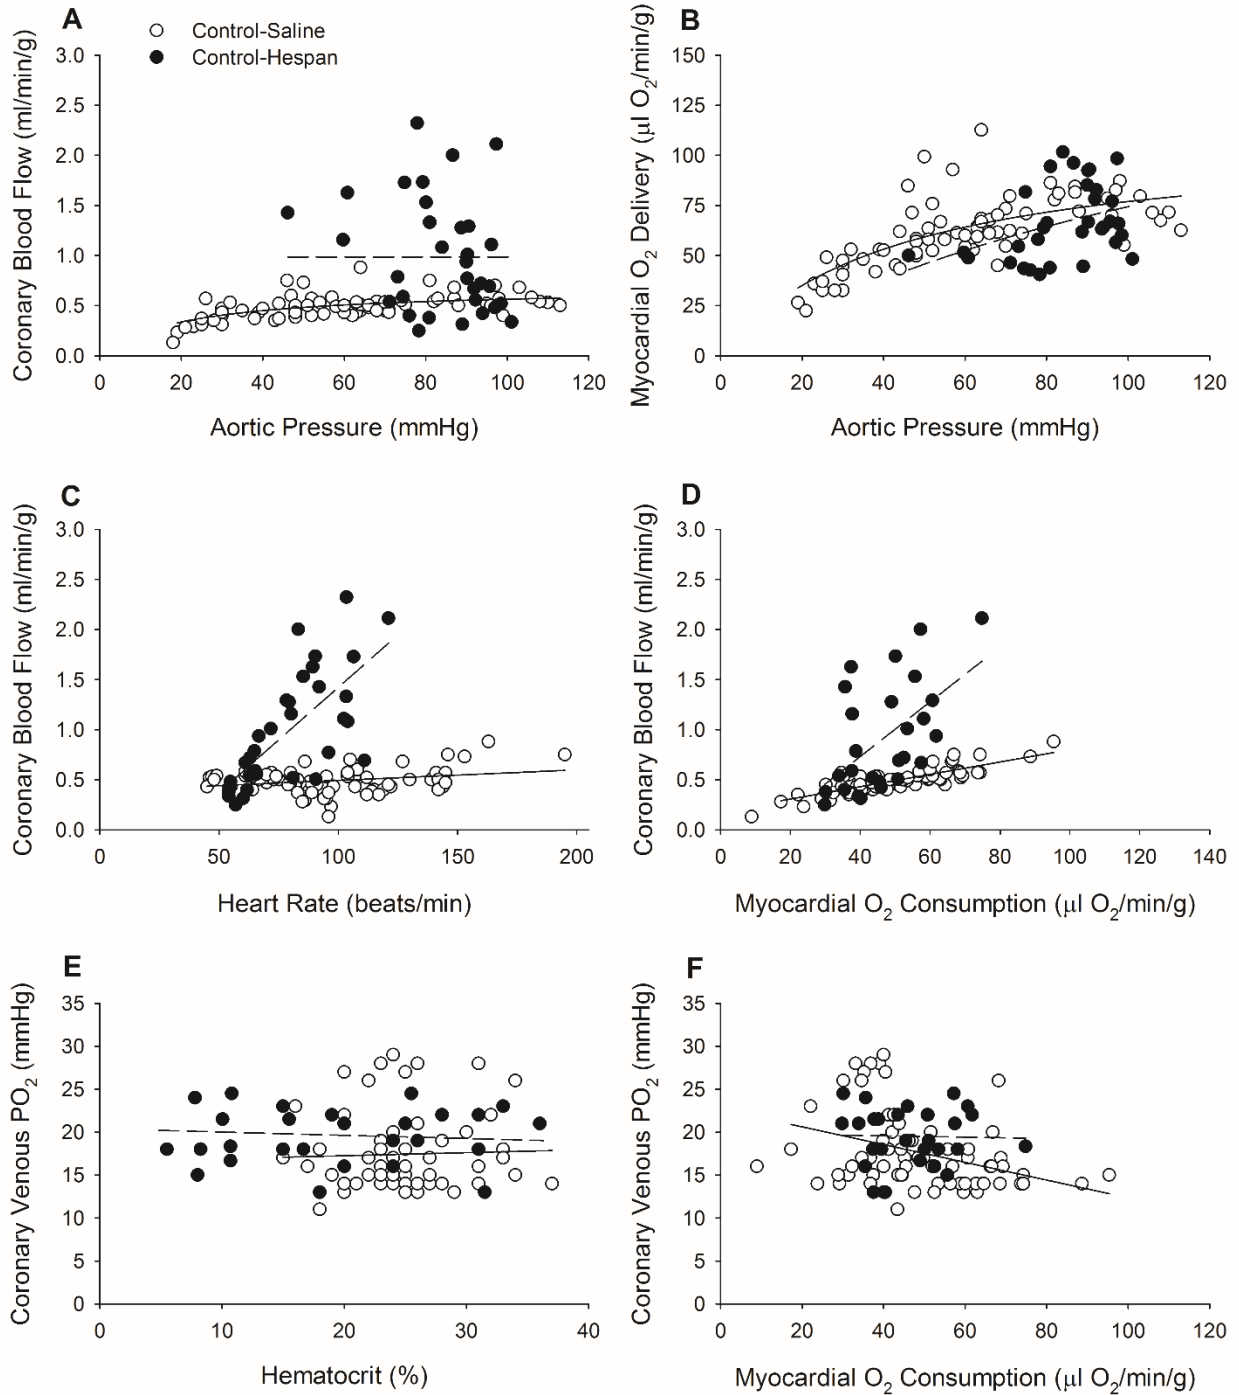 A
Control-Saline
Control-Hespan
Coronary Blood Flow (ml/min/g)
3.0
2.5
2.0
1.5
1.0
0.5
0.0
0 20 40 60 80 100 120
Aortic Pressure (mmHg)
B
Myocardial O2 Delivery (µl O2/min/g)
150
125
100
75
50
25
0
0 20 40 60 80 100 120
Aortic Pressure (mmHg)
C
Coronary Blood Flow (ml/min/g)
3.0
2.5
2.0
1.5
1.0
0.5
0.0
0 50 100 150 200
Heart Rate (beats/min)
D
Coronary Blood Flow (ml/min/g)
3.0
2.5
2.0
1.5
1.0
0.5
0.0
0 20 40 60 80 100 120 140
Myocardial O2 Consumption (µl O2/min/g)
E
Coronary Venous PO2 (mmHg)
35
30
25
20
15
10
5
0
0 10 20 30 40
Hematocrit (%)
F
Coronary Venous PO2 (mmHg)
35
30
25
20
15
10
5
0
0 20 40 60 80 100 120
Myocardial O2 Consumption (µl O2/min/g)